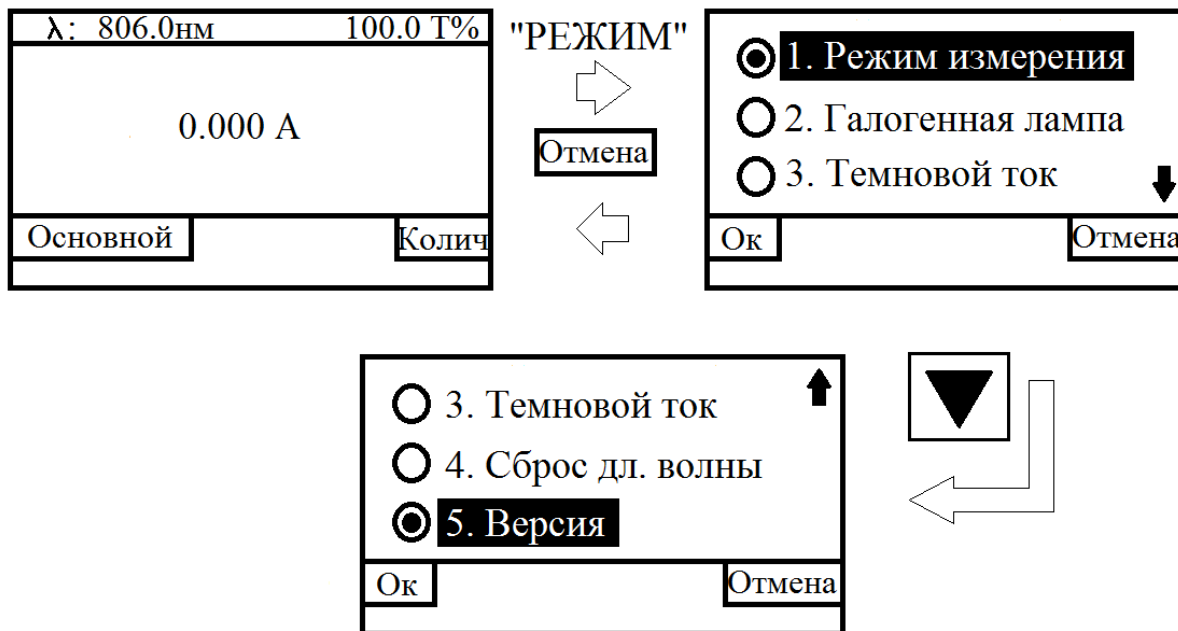 λ: 806.0нм 100.0 Т%
0.000 А
Основной Колич
"РЕЖИМ"
Отмена
1. Режим измерения
2. Галогенная лампа
3. Темновой ток
Ок Отмена
3. Темновой ток
4. Сброс дл. волны
5. Версия
Ок Отмена